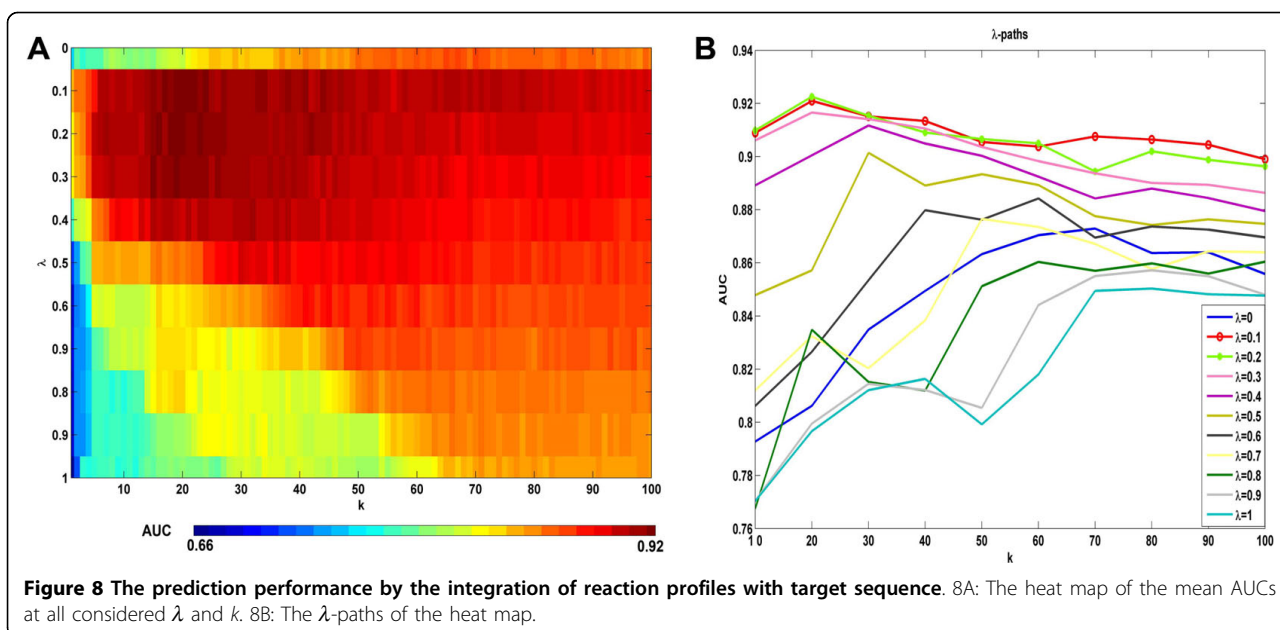 A
0
0.1
0.2
0.3
0.4
λ
0.5
0.6
0.9
0.8
0.9
1
10 20 30 40 50 60 70 80 90 100
k
AUC
0.66 0.92
B
λ-paths
0.94
0.92
0.9
0.88
0.86
AUC
0.84
0.82
0.8
0.78
0.76
1 0 20 30 40 50 60 70 80 90 100
k
λ=0
λ=0.1
λ=0.2
λ=0.3
λ=0.4
λ=0.5
λ=0.6
λ=0.7
λ=0.8
λ=0.9
λ=1
Figure 8 The prediction performance by the integration of reaction profiles with target sequence. 8A: The heat map of the mean AUCs
at all considered λ and k. 8B: The λ-paths of the heat map.